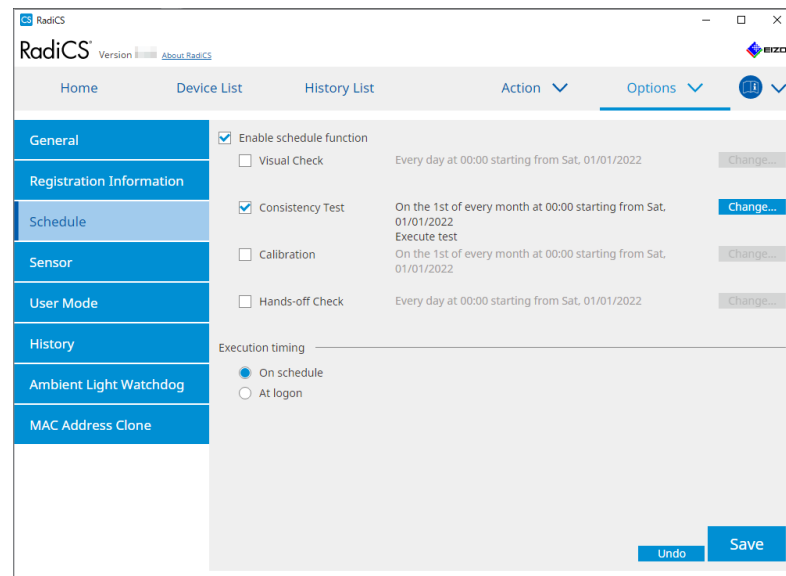 CS RadiCS
RadiCS® Version About RadiCS
EIZO
Home Device List History List Action Options
General
Registration Information
Schedule
Sensor
User Mode
History
Ambient Light Watchdog
MAC Address Clone
Enable schedule function
Visual Check Every day at 00:00 starting from Sat, 01/01/2022 Change...
Consistency Test On the 1st of every month at 00:00 starting from Sat, Change...
01/01/2022
Execute test
Calibration On the 1st of every month at 00:00 starting from Sat, Change...
01/01/2022
Hands-off Check Every day at 00:00 starting from Sat, 01/01/2022 Change...
Execution timing
On schedule
At logon
Undo Save